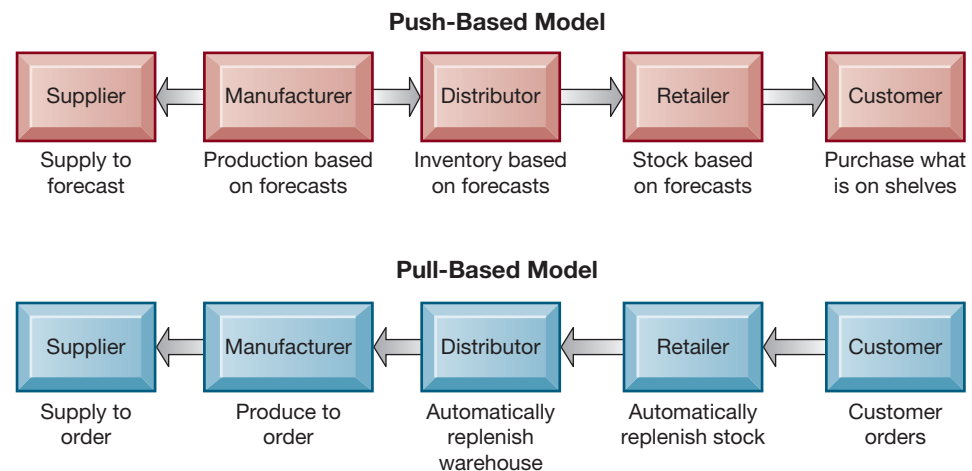 Push-Based Model
Supplier
Manufacturer
Distributor
Retailer
Customer
Supply to
forecast
Production based
on forecasts
Inventory based
on forecasts
Stock based
on forecasts
Purchase what
is on shelves
Pull-Based Model
Supplier
Manufacturer
Distributor
Retailer
Customer
Supply to
order
Produce to
order
Automatically
replenish
warehouse
Automatically
replenish stock
Customer
orders